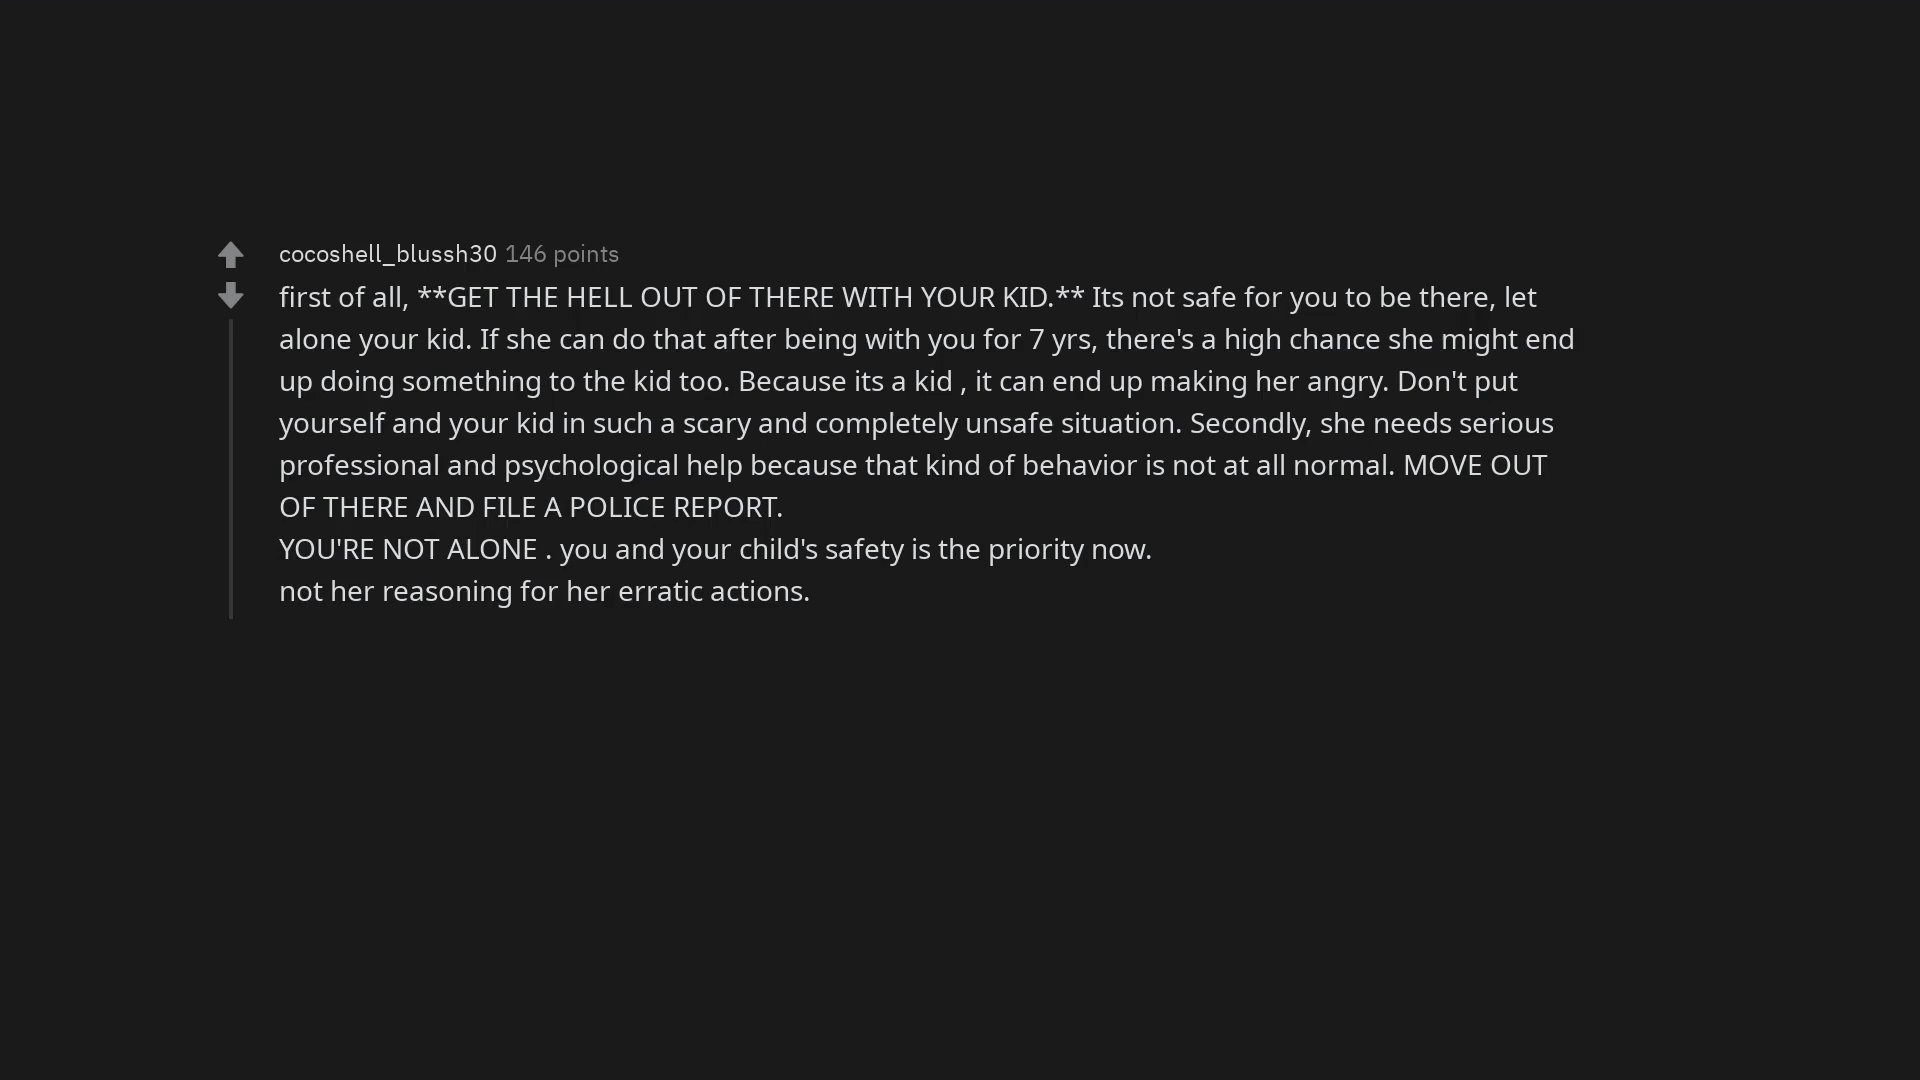 cocoshell_blussh30 146 points
first of all, **GET THE HELL OUT OF THERE WITH YOUR KID.** Its not safe for you to be there, let
alone your kid. If she can do that after being with you for 7 yrs, there's a high chance she might end
up doing something to the kid too. Because its a kid , it can end up making her angry. Don't put
yourself and your kid in such a scary and completely unsafe situation. Secondly, she needs serious
professional and psychological help because that kind of behavior is not at all normal. MOVE OUT
OF THERE AND FILE A POLICE REPORT.
YOU'RE NOT ALONE . you and your child's safety is the priority now.
not her reasoning for her erratic actions.